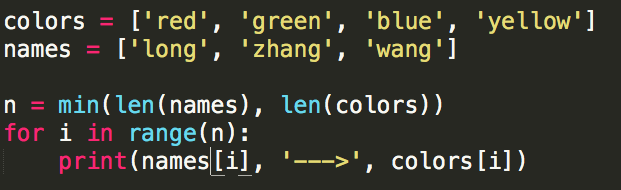 colors = ['red', 'green', 'blue', 'yellow']
names = ['long', 'zhang', 'wang']
n = min(len(names), len(colors))
for i in range(n):
    print(names[i], '--->', colors[i])